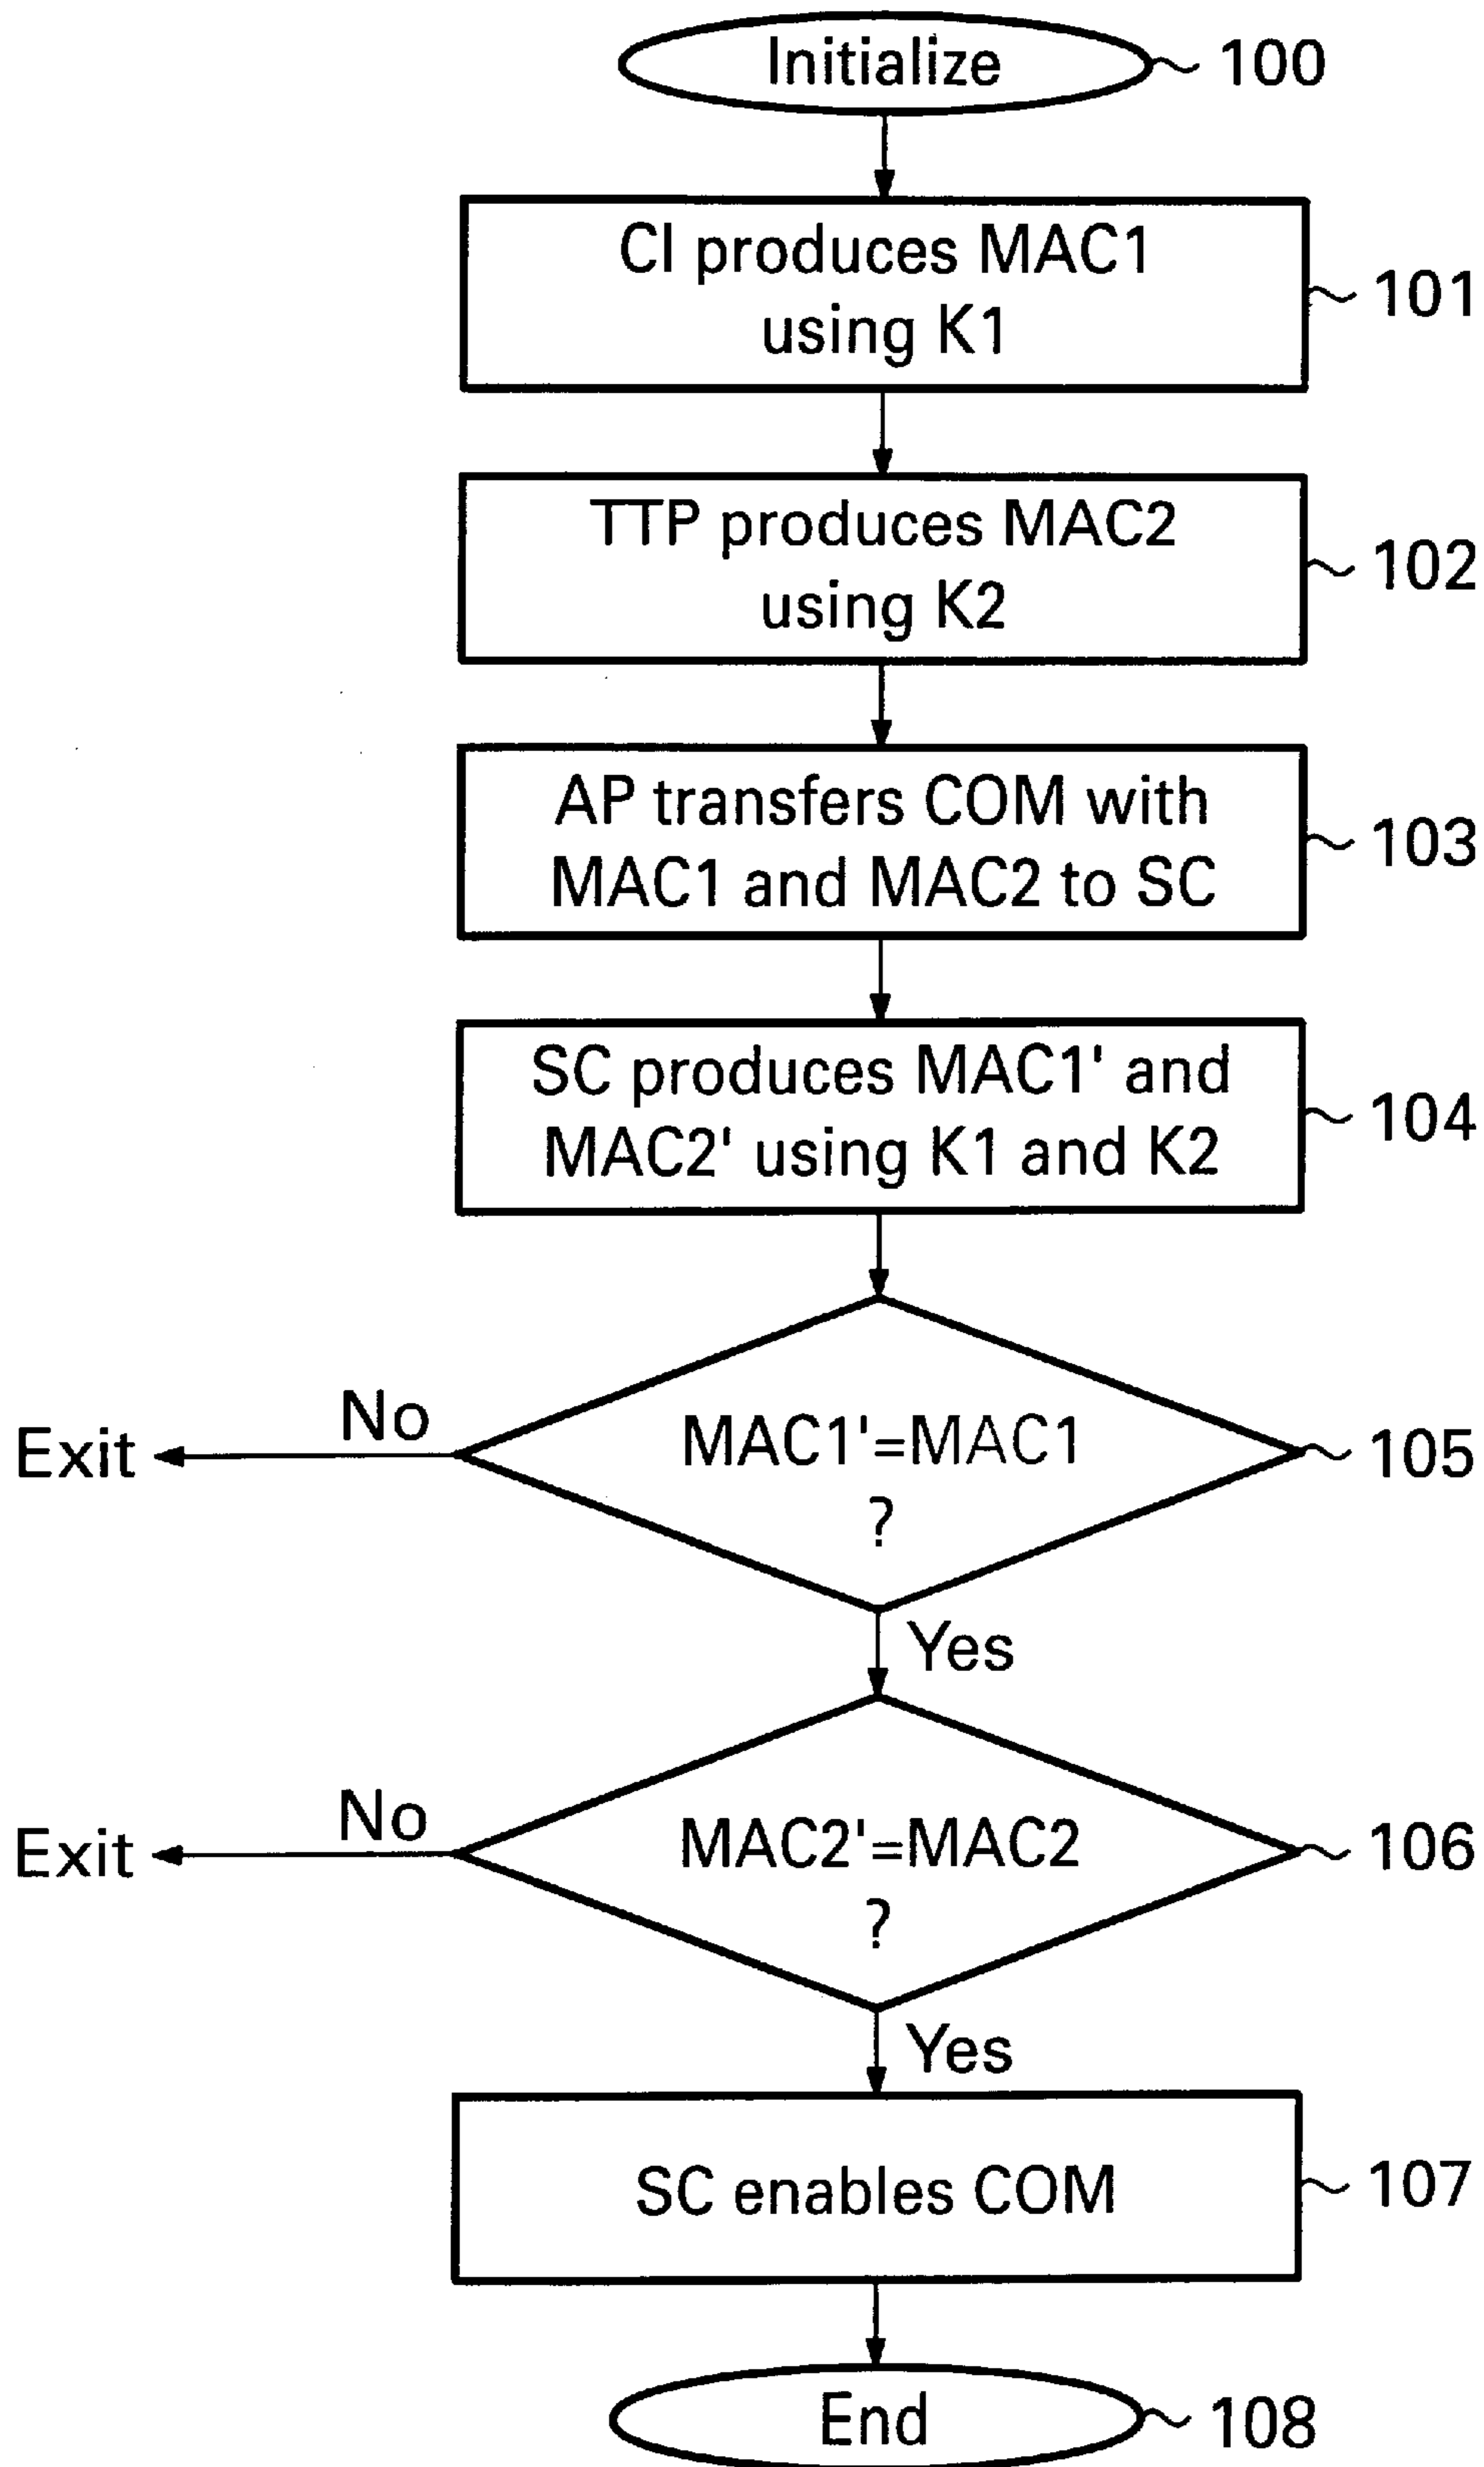 Initialize
100
CI produces MAC1
using K1
101
TTP produces MAC2
using K2
102
AP transfers COM with
MAC1 and MAC2 to SC
103
SC produces MAC1' and
MAC2' using K1 and K2
104
No
Exit
MAC1'=MAC1
?
105
Yes
No
Exit
MAC2'=MAC2
?
106
Yes
SC enables COM
107
End
108